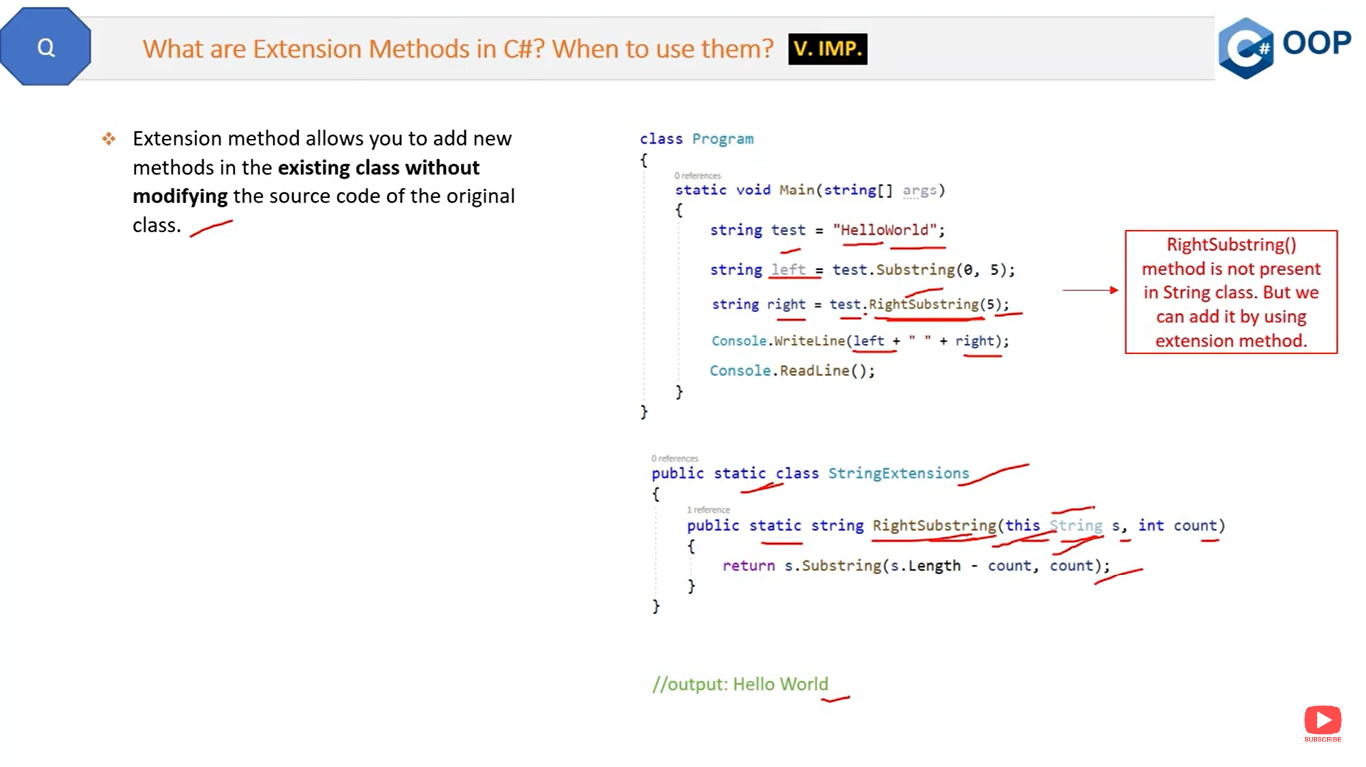 Q
What are Extension Methods in C#? When to use them? V. IMP.
C# OOP
❖ Extension method allows you to add new
methods in the existing class without
modifying the source code of the original
class.
class Program
{
0 references
static void Main(string[] args)
{
string test = "HelloWorld";
string left = test.Substring(0, 5);
string right = test.RightSubstring(5);
Console.WriteLine(left + " " + right);
Console.ReadLine();
}
}
RightSubstring()
method is not present
in String class. But we
can add it by using
extension method.
0 references
public static class StringExtensions
{
1 reference
public static string RightSubstring(this String s, int count)
{
return s.Substring(s.Length - count, count);
}
}
//output: Hello World
SUBSCRIBE